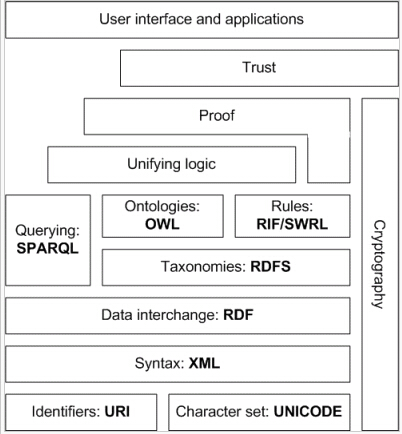 User interface and applications
Trust
Proof
Unifying logic
Querying:
SPARQL
Ontologies:
OWL
Rules:
RIF/SWRL
Taxonomies: RDFS
Data interchange: RDF
Syntax: XML
Identifiers: URI
Character set: UNICODE
Cryptography